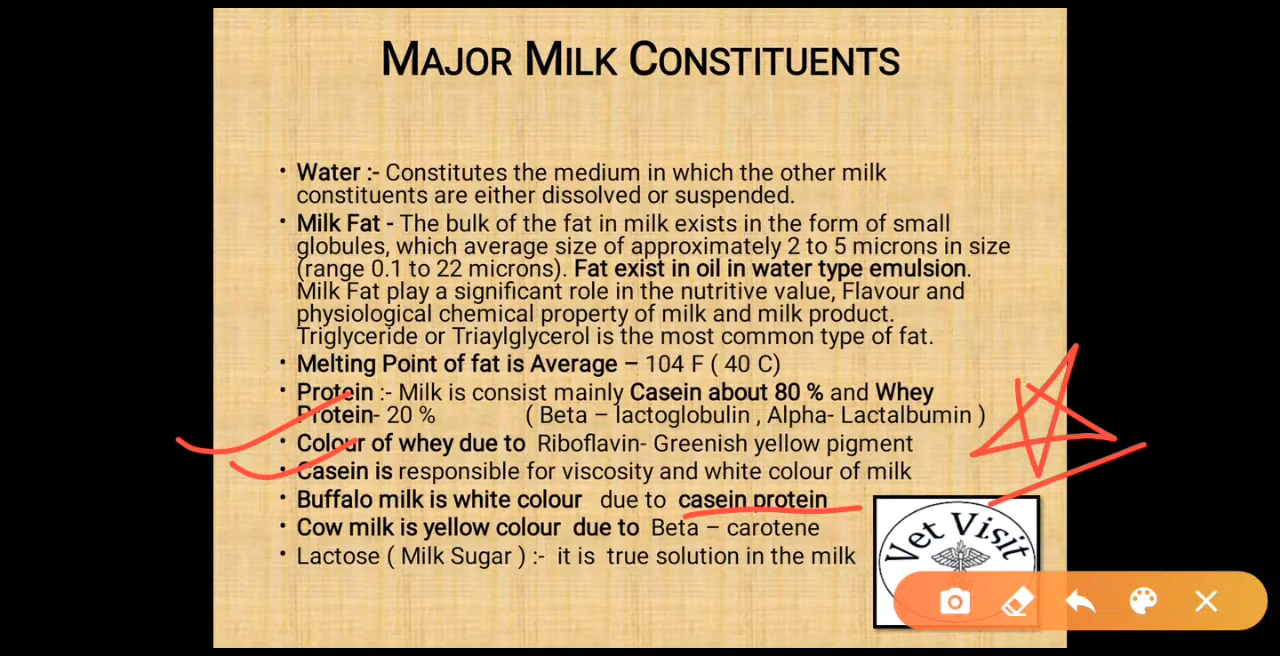 MAJOR MILK CONSTITUENTS
• Water :- Constitutes the medium in which the other milk
constituents are either dissolved or suspended.
• Milk Fat - The bulk of the fat in milk exists in the form of small
globules, which average size of approximately 2 to 5 microns in size
(range 0.1 to 22 microns). Fat exist in oil in water type emulsion.
Milk Fat play a significant role in the nutritive value, Flavour and
physiological chemical property of milk and milk product.
Triglyceride or Triaylglycerol is the most common type of fat.
• Melting Point of fat is Average – 104 F ( 40 C)
• Protein :- Milk is consist mainly Casein about 80 % and Whey
Protein- 20 % ( Beta – lactoglobulin , Alpha- Lactalbumin )
• Colour of whey due to Riboflavin- Greenish yellow pigment
• Casein is responsible for viscosity and white colour of milk
• Buffalo milk is white colour due to casein protein
• Cow milk is yellow colour due to Beta – carotene
• Lactose ( Milk Sugar ) :- it is true solution in the milk
Vet Visit